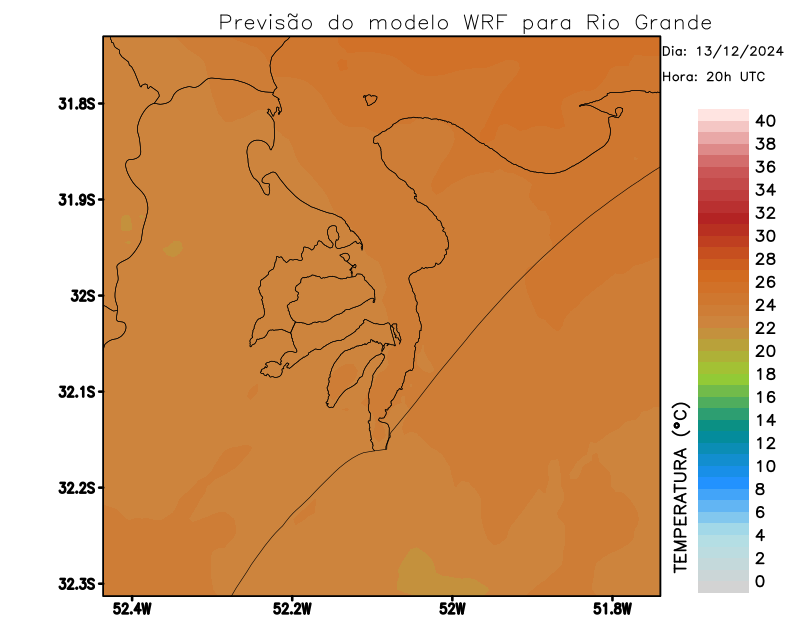 Previsão do modelo WRF para Rio Grande
Dia: 13/12/2024
Hora: 20h UTC
31.8S
31.9S
32S
32.1S
32.2S
32.3S
52.4W
52.2W
52W
51.8W
TEMPERATURA (°C)
40
38
36
34
32
30
28
26
24
22
20
18
16
14
12
10
8
6
4
2
0